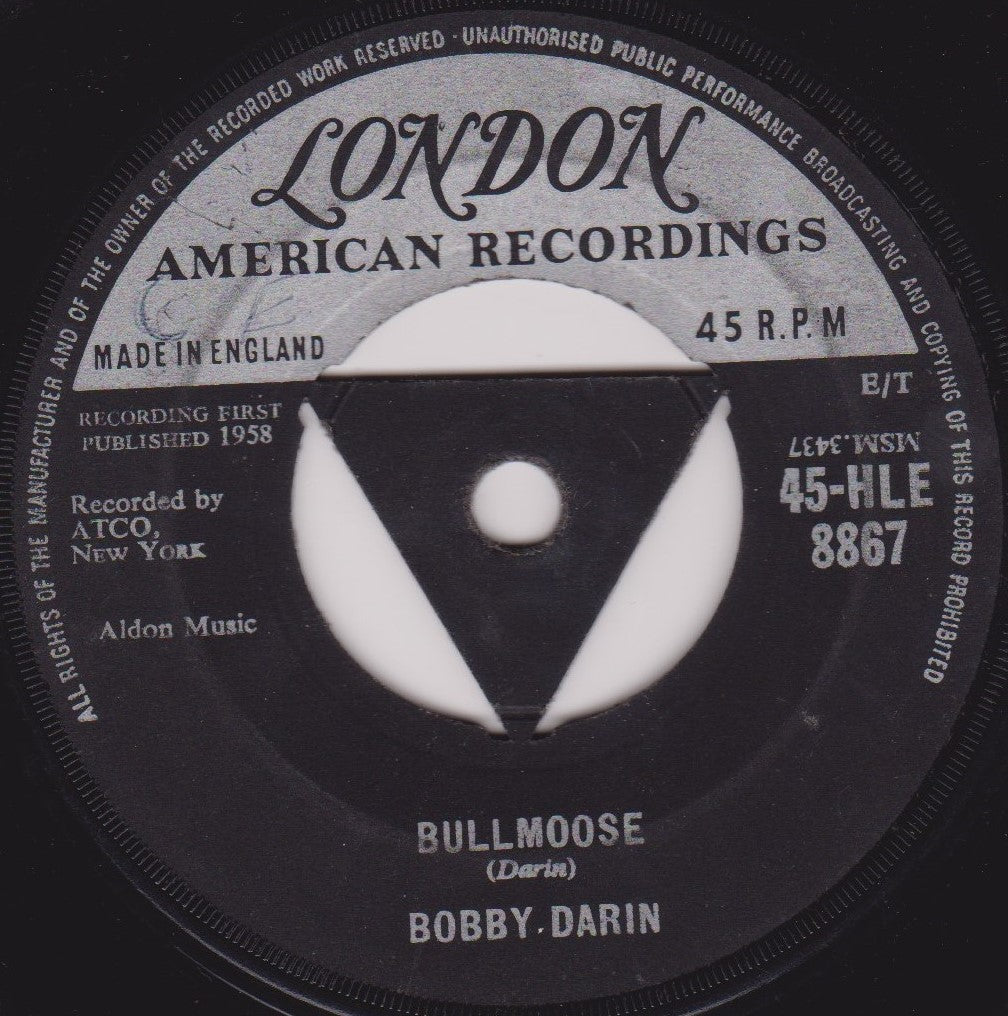 ALL RIGHTS OF THE MANUFACTURER AND OF THE OWNER OF THE RECORDED WORK RESERVED · UNAUTHORISED PUBLIC PERFORMANCE BROADCASTING AND COPYING OF THIS RECORD PROHIBITED
LONDON
AMERICAN RECORDINGS
C E
MADE IN ENGLAND
45 R.P.M
E/T
RECORDING FIRST
PUBLISHED 1958
MSM.3437
45-HLE
8867
Recorded by
ATCO,
NEW YORK
Aldon Music
BULLMOOSE
(Darin)
BOBBY. DARIN